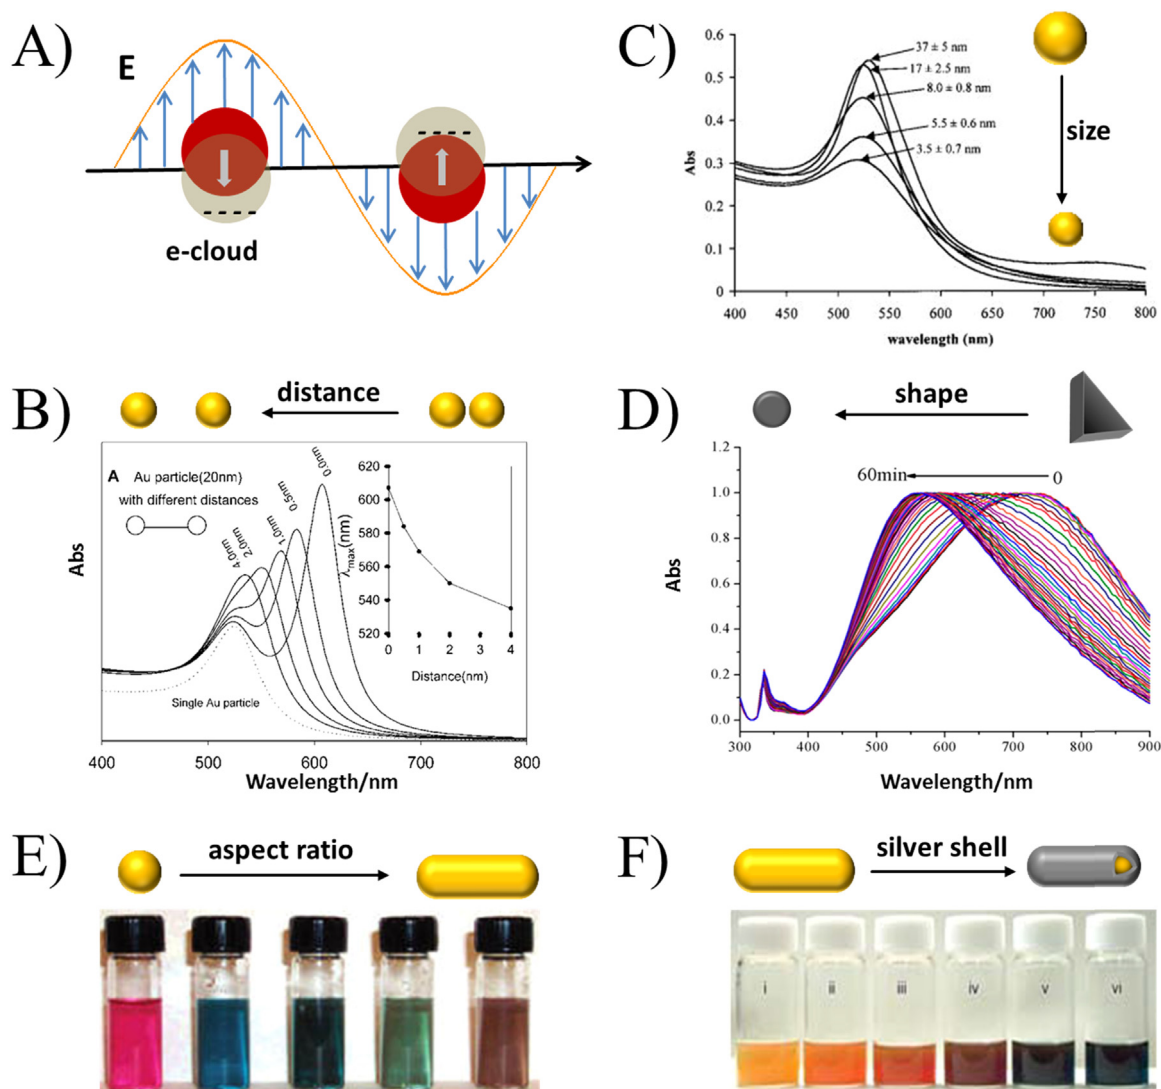 A)
E
e-cloud
C)
0.6
0.5
0.4
0.3
0.2
0.1
0
Abs
37 ± 5 nm
17 ± 2.5 nm
8.0 ± 0.8 nm
5.5 ± 0.6 nm
3.5 ± 0.7 nm
size
400 450 500 550 600 650 700 750 800
wavelength (nm)
B)
distance
A
Au particle(20nm)
with different distances
4.0nm
2.0nm
1.0nm
0.5nm
0.0nm
Abs
Single Au particle
620
600
580
560
540
520
λmax(nm)
0 1 2 3 4
Distance(nm)
400 500 600 700 800
Wavelength/nm
D)
shape
60min 0
1.2
1.0
0.8
0.6
0.4
0.2
0.0
Abs
300 400 500 600 700 800 900
Wavelength/nm
E)
aspect ratio
F)
silver shell
i ii iii iv v vi